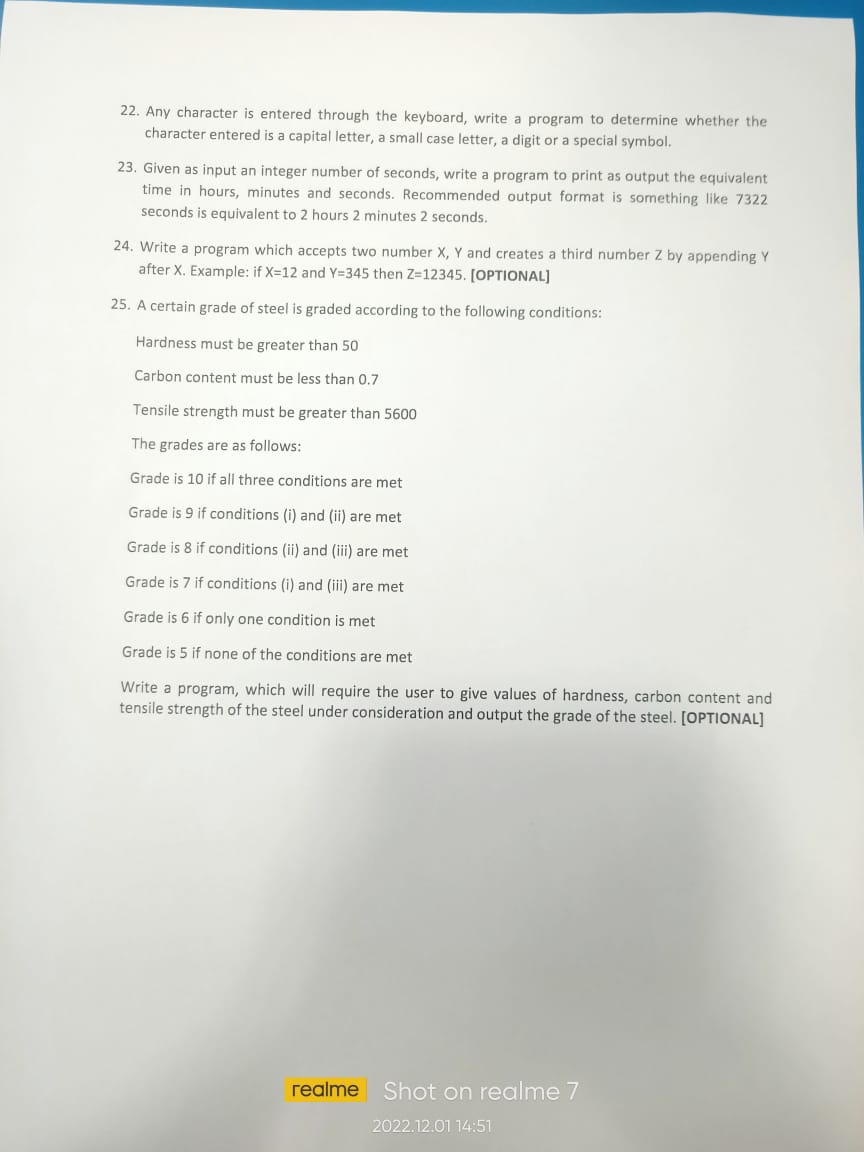 22. Any character is entered through the keyboard, write a program to determine whether the
character entered is a capital letter, a small case letter, a digit or a special symbol.
23. Given as input an integer number of seconds, write a program to print as output the equivalent
time in hours, minutes and seconds. Recommended output format is something like 7322
seconds is equivalent to 2 hours 2 minutes 2 seconds.
24. Write a program which accepts two number X, Y and creates a third number Z by appending Y
after X. Example: if X=12 and Y=345 then Z=12345. [OPTIONAL]
25. A certain grade of steel is graded according to the following conditions:
Hardness must be greater than 50
Carbon content must be less than 0.7
Tensile strength must be greater than 5600
The grades are as follows:
Grade is 10 if all three conditions are met
Grade is 9 if conditions (i) and (ii) are met
Grade is 8 if conditions (ii) and (iii) are met
Grade is 7 if conditions (i) and (iii) are met
Grade is 6 if only one condition is met
Grade is 5 if none of the conditions are met
Write a program, which will require the user to give values of hardness, carbon content and
tensile strength of the steel under consideration and output the grade of the steel. [OPTIONAL]
realme Shot on realme 7
2022.12.01 14:51